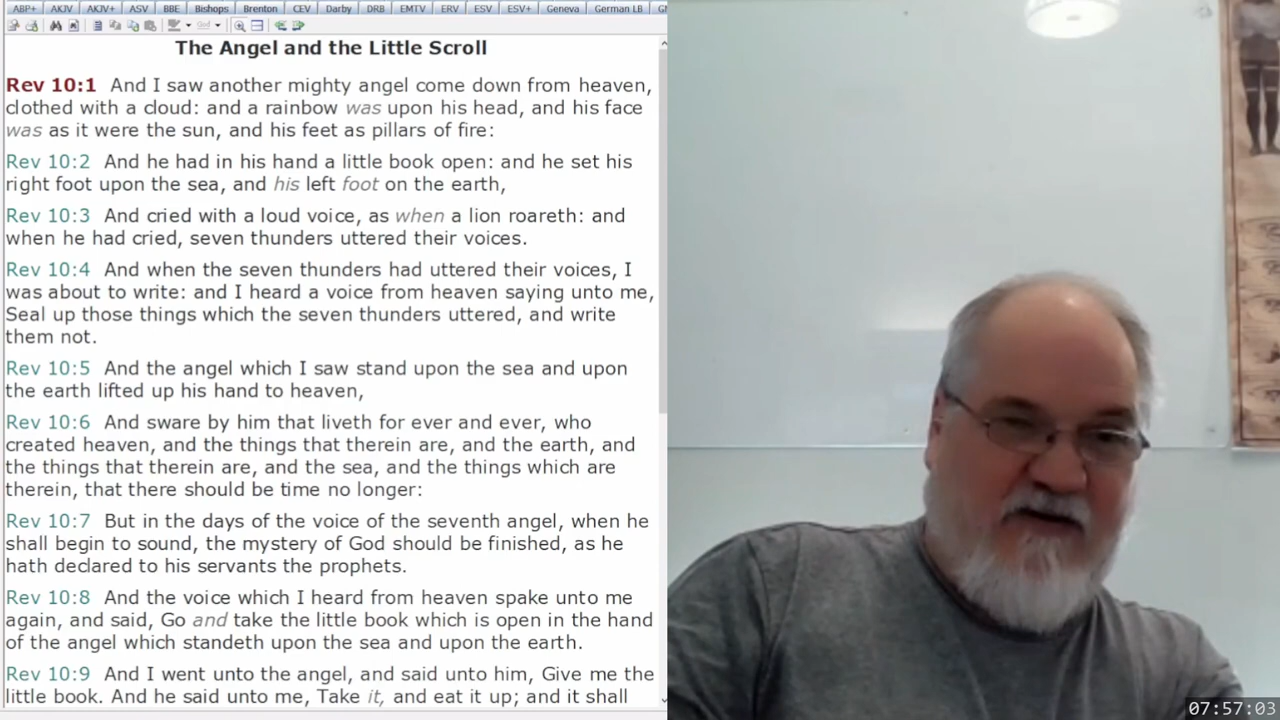 ABP+ AKJV AKJV+ ASV BBE Bishops Brenton CEV Darby DRB EMTV ERV ESV ESV+ Geneva German LB
The Angel and the Little Scroll
Rev 10:1 And I saw another mighty angel come down from heaven,
clothed with a cloud: and a rainbow was upon his head, and his face
was as it were the sun, and his feet as pillars of fire:
Rev 10:2 And he had in his hand a little book open: and he set his
right foot upon the sea, and his left foot on the earth,
Rev 10:3 And cried with a loud voice, as when a lion roareth: and
when he had cried, seven thunders uttered their voices.
Rev 10:4 And when the seven thunders had uttered their voices, I
was about to write: and I heard a voice from heaven saying unto me,
Seal up those things which the seven thunders uttered, and write
them not.
Rev 10:5 And the angel which I saw stand upon the sea and upon
the earth lifted up his hand to heaven,
Rev 10:6 And sware by him that liveth for ever and ever, who
created heaven, and the things that therein are, and the earth, and
the things that therein are, and the sea, and the things which are
therein, that there should be time no longer:
Rev 10:7 But in the days of the voice of the seventh angel, when he
shall begin to sound, the mystery of God should be finished, as he
hath declared to his servants the prophets.
Rev 10:8 And the voice which I heard from heaven spake unto me
again, and said, Go and take the little book which is open in the hand
of the angel which standeth upon the sea and upon the earth.
Rev 10:9 And I went unto the angel, and said unto him, Give me the
little book. And he said unto me, Take it, and eat it up; and it shall
07:57:03